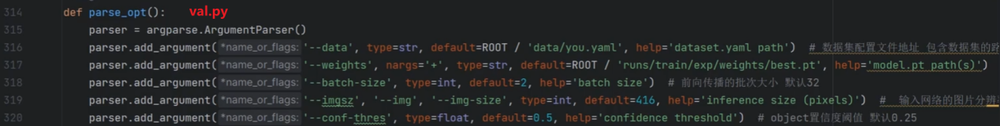 314 def parse_opt(): val.py
315 parser = argparse.ArgumentParser()
316 parser.add_argument( *name_or_flags: '--data', type=str, default=ROOT / 'data/you.yaml', help='dataset.yaml path') # 数据集配置文件地址 包含数据集的路
317 parser.add_argument( *name_or_flags: '--weights', nargs='+', type=str, default=ROOT / 'runs/train/exp/weights/best.pt', help='model.pt path(s)')
318 parser.add_argument( *name_or_flags: '--batch-size', type=int, default=2, help='batch size') # 前向传播的批次大小 默认32
319 parser.add_argument( *name_or_flags: '--imgsz', '--img', '--img-size', type=int, default=416, help='inference size (pixels)') # 输入网络的图片分辨
320 parser.add_argument( *name_or_flags: '--conf-thres', type=float, default=0.5, help='confidence threshold') # object置信度阈值 默认0.25